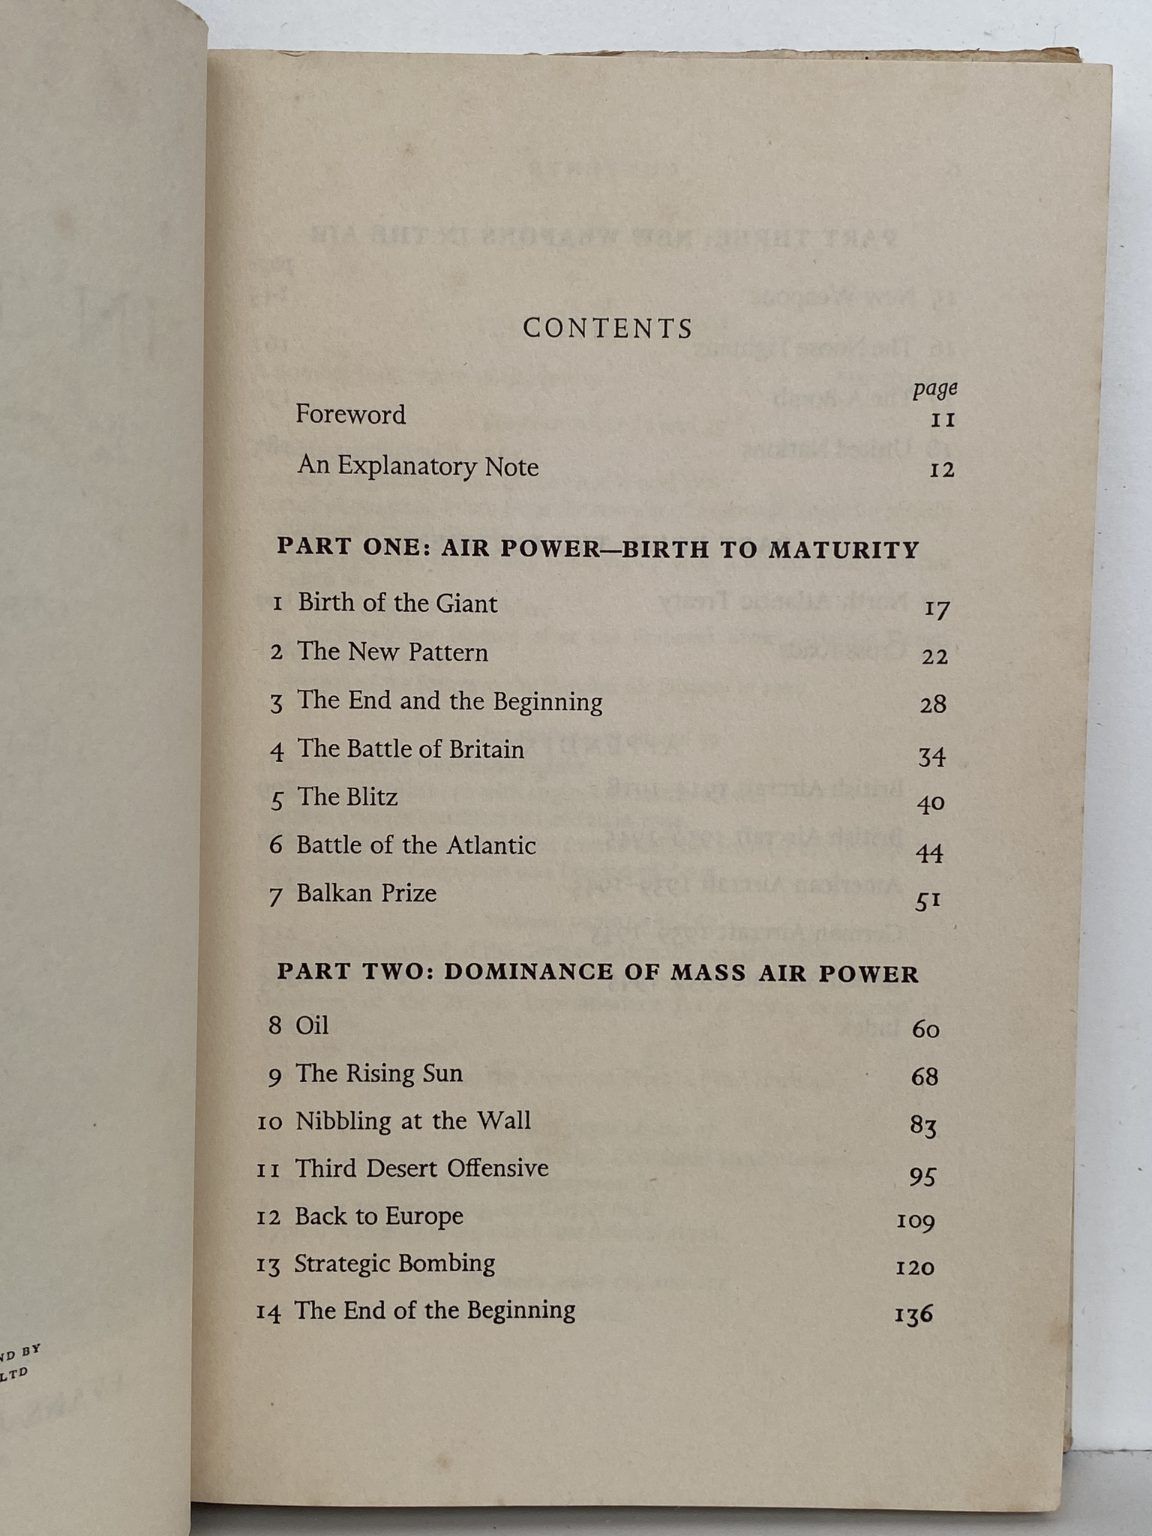 CONTENTS
page
Foreword 11
An Explanatory Note 12
PART ONE: AIR POWER—BIRTH TO MATURITY
1 Birth of the Giant 17
2 The New Pattern 22
3 The End and the Beginning 28
4 The Battle of Britain 34
5 The Blitz 40
6 Battle of the Atlantic 44
7 Balkan Prize 51
PART TWO: DOMINANCE OF MASS AIR POWER
8 Oil 60
9 The Rising Sun 68
10 Nibbling at the Wall 83
11 Third Desert Offensive 95
12 Back to Europe 109
13 Strategic Bombing 120
14 The End of the Beginning 136
BY
LTD